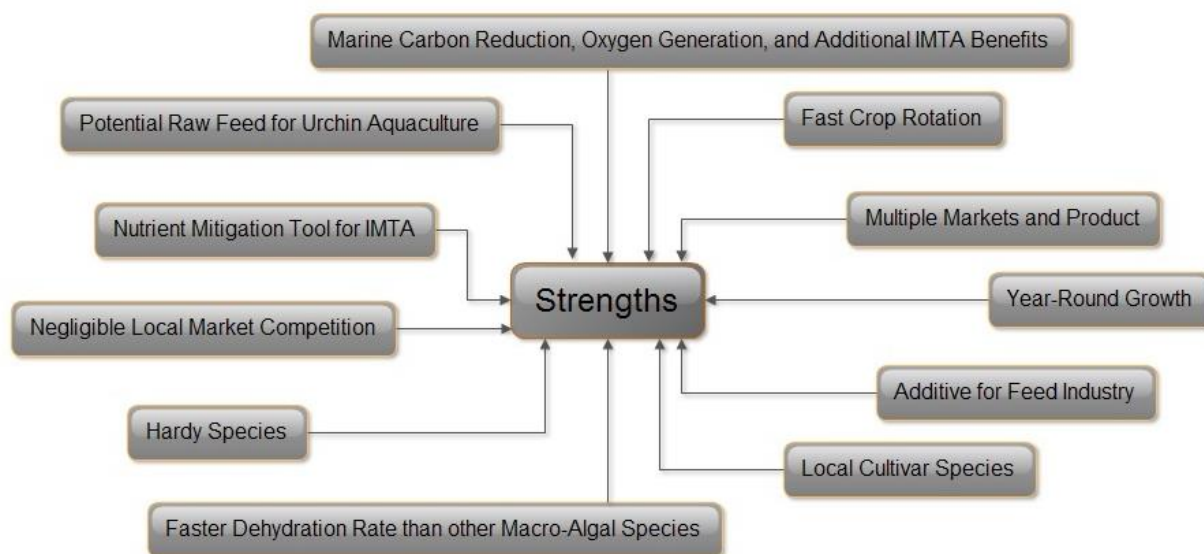 Marine Carbon Reduction, Oxygen Generation, and Additional IMTA Benefits
Potential Raw Feed for Urchin Aquaculture
Fast Crop Rotation
Nutrient Mitigation Tool for IMTA
Multiple Markets and Product
Strengths
Year-Round Growth
Negligible Local Market Competition
Additive for Feed Industry
Hardy Species
Local Cultivar Species
Faster Dehydration Rate than other Macro-Algal Species